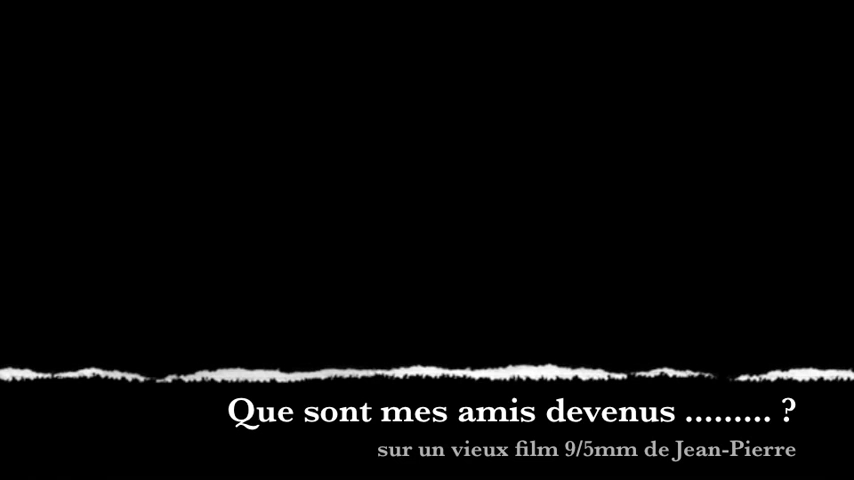 Que sont mes amis devenus ......... ?
sur un vieux film 9/5mm de Jean-Pierre